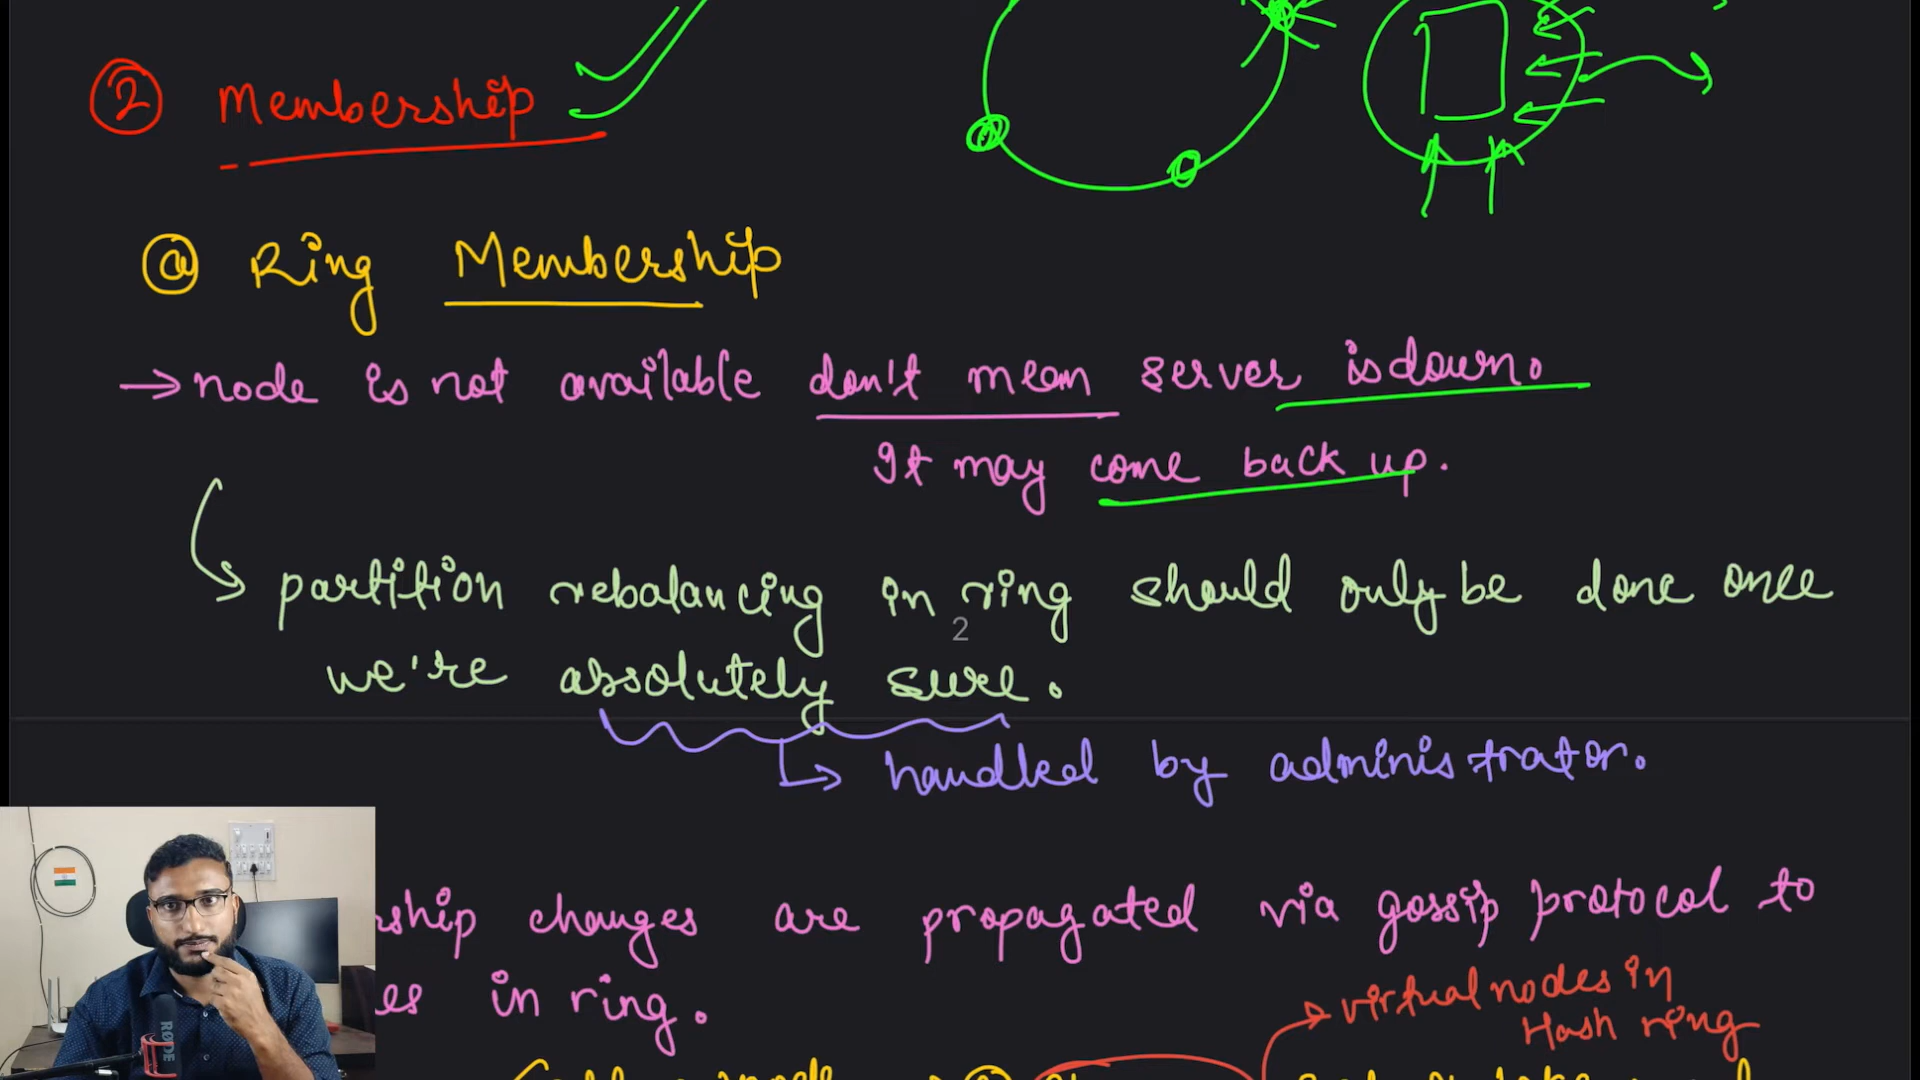 2 Membership
a Ring Membership
→ node is not available don't mean server is down.
It may come back up.
partition rebalancing in ring should only be done once
2
we're absolutely sure.
handled by administrator.
ship changes are propagated via gossip protocol to
es in ring.
virtual nodes in
Hash ring
RØDE